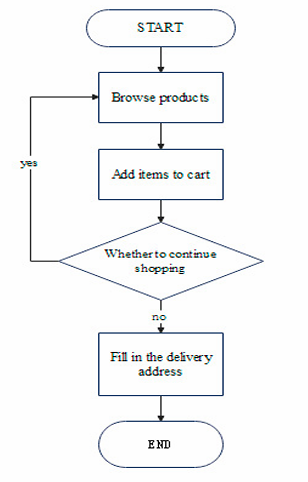 START
Browse products
Add items to cart
yes
Whether to continue
shopping
no
Fill in the delivery
address
END